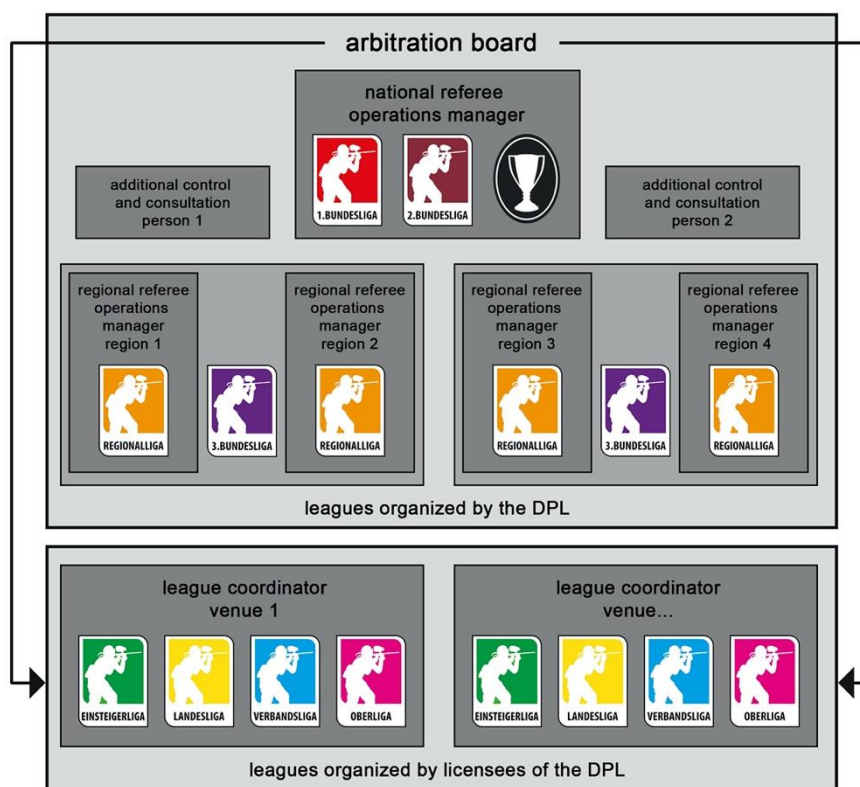 arbitration board
national referee
operations manager
1.BUNDESLIGA
2.BUNDESLIGA
additional control
and consultation
person 1
additional control
and consultation
person 2
regional referee
operations
manager
region 1
REGIONALLIGA
3.BUNDESLIGA
regional referee
operations
manager
region 2
REGIONALLIGA
regional referee
operations
manager
region 3
REGIONALLIGA
3.BUNDESLIGA
regional referee
operations
manager
region 4
REGIONALLIGA
leagues organized by the DPL
league coordinator
venue 1
EINSTEIGERLIGA
LANDESLIGA
VERBANDSLIGA
OBERLIGA
league coordinator
venue...
EINSTEIGERLIGA
LANDESLIGA
VERBANDSLIGA
OBERLIGA
leagues organized by licensees of the DPL